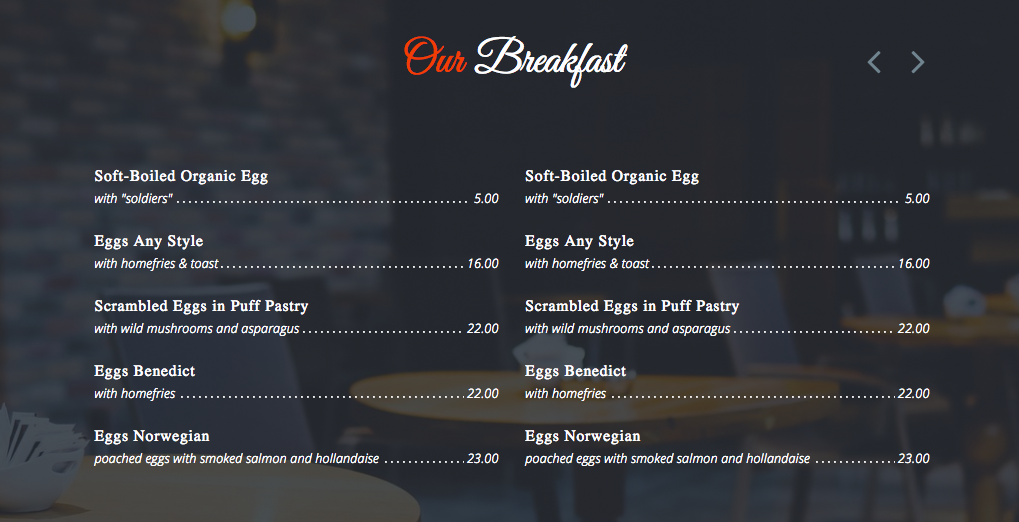 Our Breakfast
Soft-Boiled Organic Egg
with "soldiers" ........................................ 5.00
Eggs Any Style
with homefries & toast ........................................ 16.00
Scrambled Eggs in Puff Pastry
with wild mushrooms and asparagus ........................... 22.00
Eggs Benedict
with homefries ........................................ 22.00
Eggs Norwegian
poached eggs with smoked salmon and hollandaise ............. 23.00
Soft-Boiled Organic Egg
with "soldiers" ........................................ 5.00
Eggs Any Style
with homefries & toast ........................................ 16.00
Scrambled Eggs in Puff Pastry
with wild mushrooms and asparagus ........................... 22.00
Eggs Benedict
with homefries ........................................ 22.00
Eggs Norwegian
poached eggs with smoked salmon and hollandaise ............. 23.00